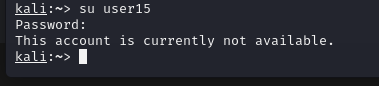 kali:~> su user15
Password:
This account is currently not available.
kali:~>